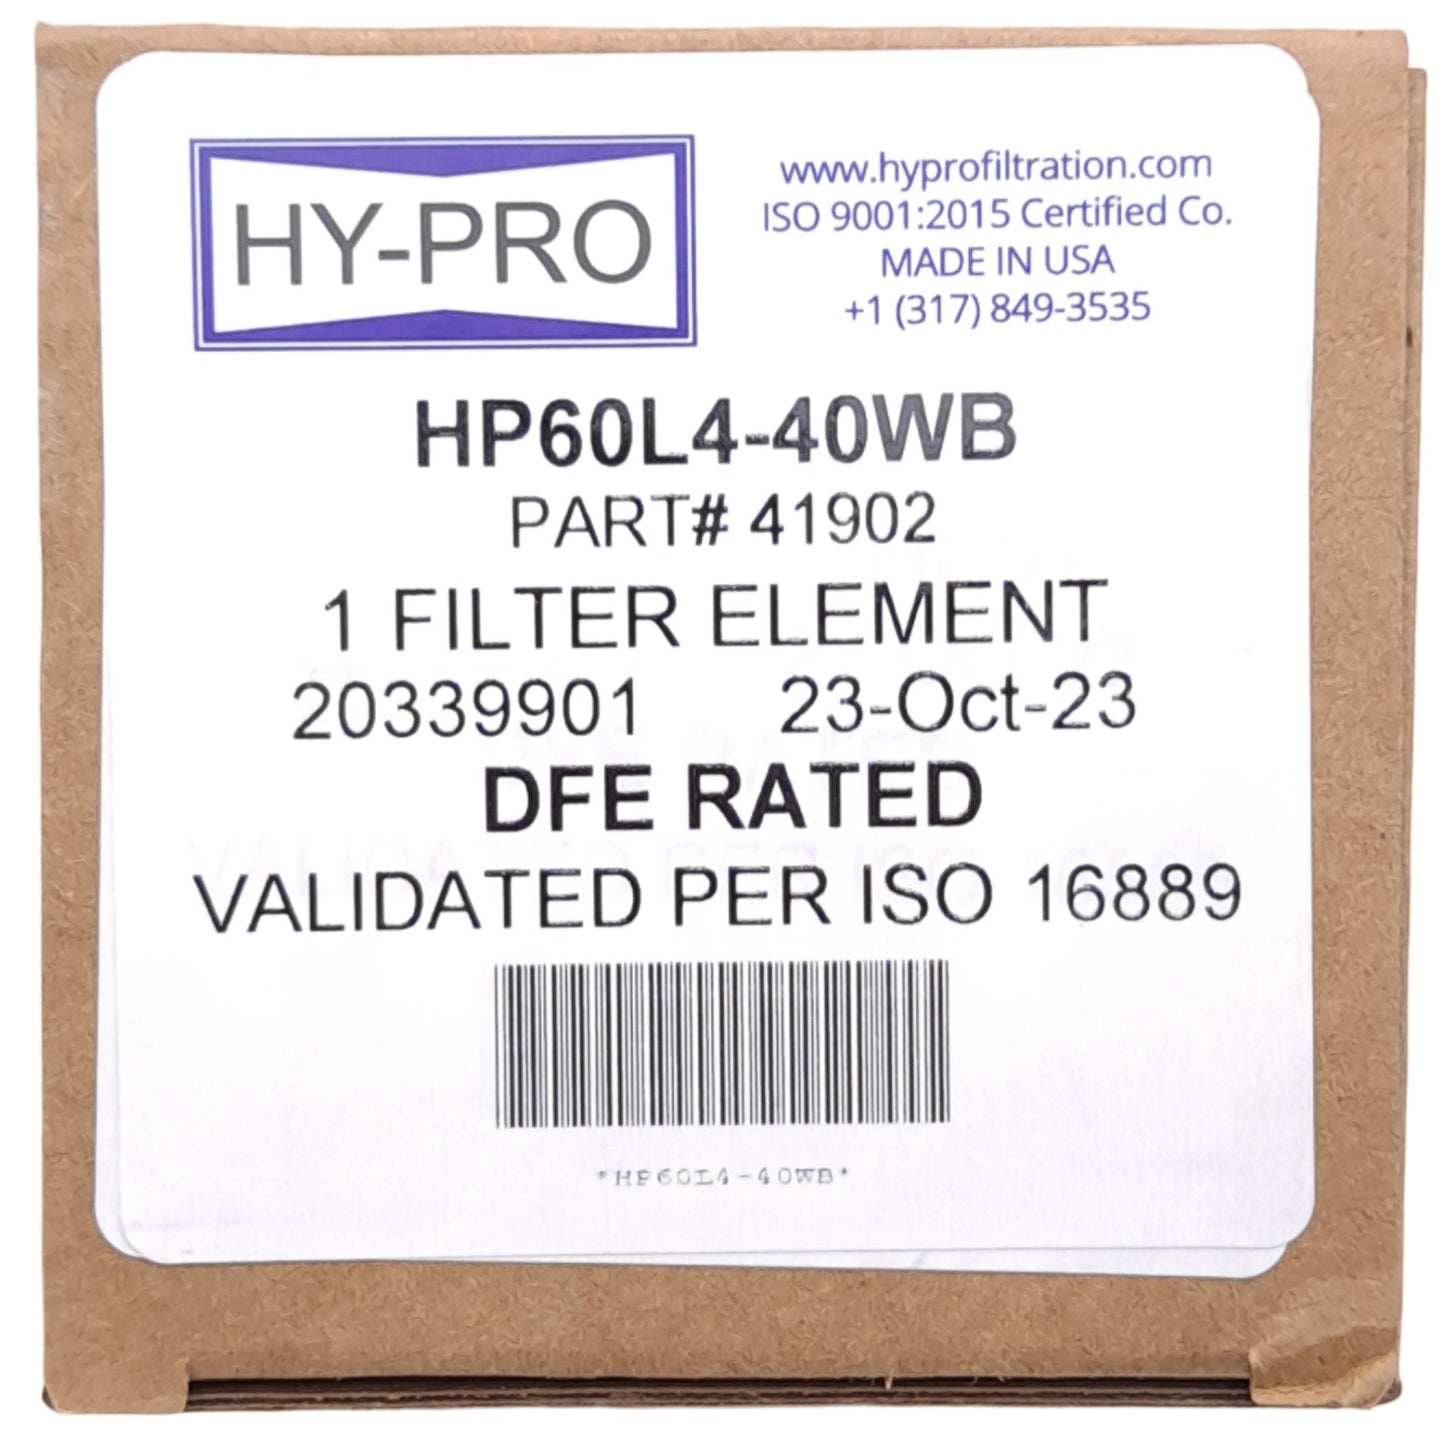 HY-PRO
www.hyprofiltration.com
ISO 9001:2015 Certified Co.
MADE IN USA
+1 (317) 849-3535
HP60L4-40WB
PART# 41902
1 FILTER ELEMENT
20339901 23-Oct-23
DFE RATED
VALIDATED PER ISO 16889
*HP60L4-40WB*